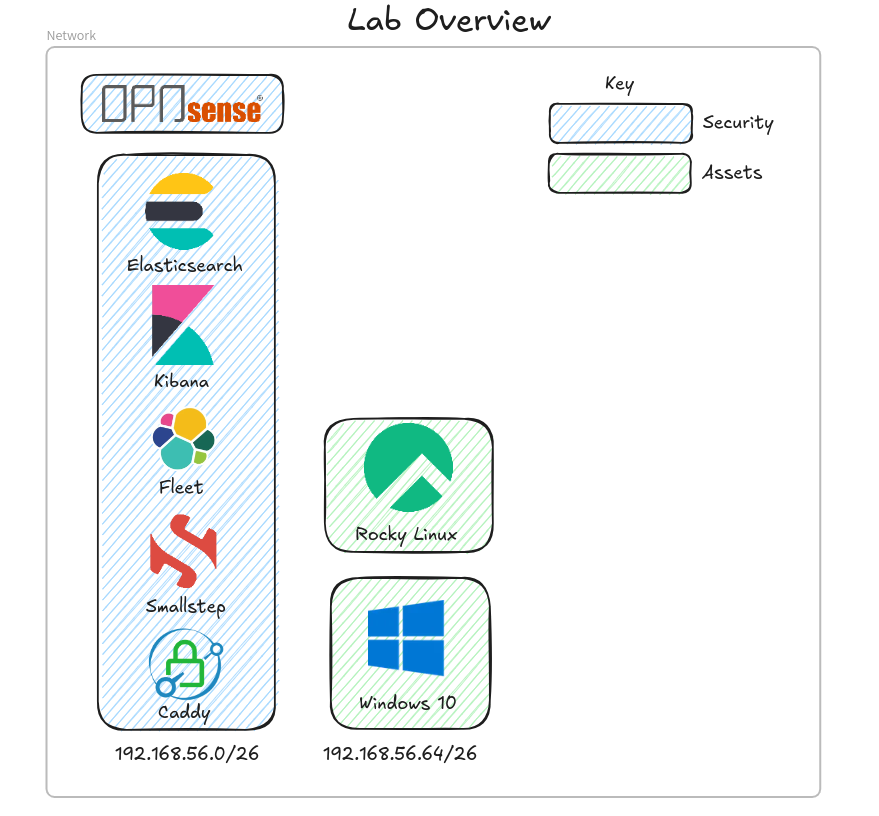 Lab Overview
Network
OPNsense®
Key
Security
Assets
Elasticsearch
Kibana
Fleet
Smallstep
Caddy
192.168.56.0/26
Rocky Linux
Windows 10
192.168.56.64/26